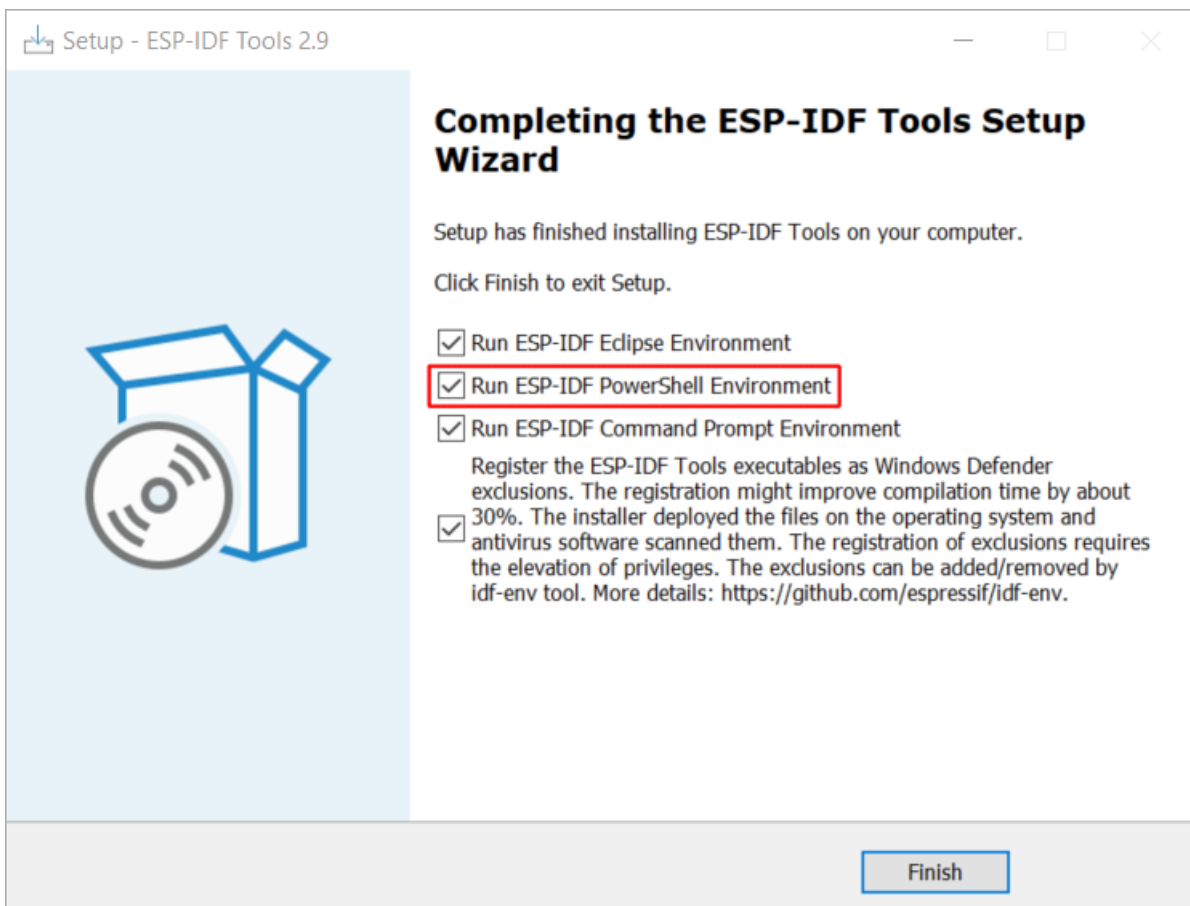 Setup - ESP-IDF Tools 2.9
Completing the ESP-IDF Tools Setup
Wizard
Setup has finished installing ESP-IDF Tools on your computer.
Click Finish to exit Setup.
Run ESP-IDF Eclipse Environment
Run ESP-IDF PowerShell Environment
Run ESP-IDF Command Prompt Environment
Register the ESP-IDF Tools executables as Windows Defender
exclusions. The registration might improve compilation time by about
30%. The installer deployed the files on the operating system and
antivirus software scanned them. The registration of exclusions requires
the elevation of privileges. The exclusions can be added/removed by
idf-env tool. More details: https://github.com/espressif/idf-env.
Finish